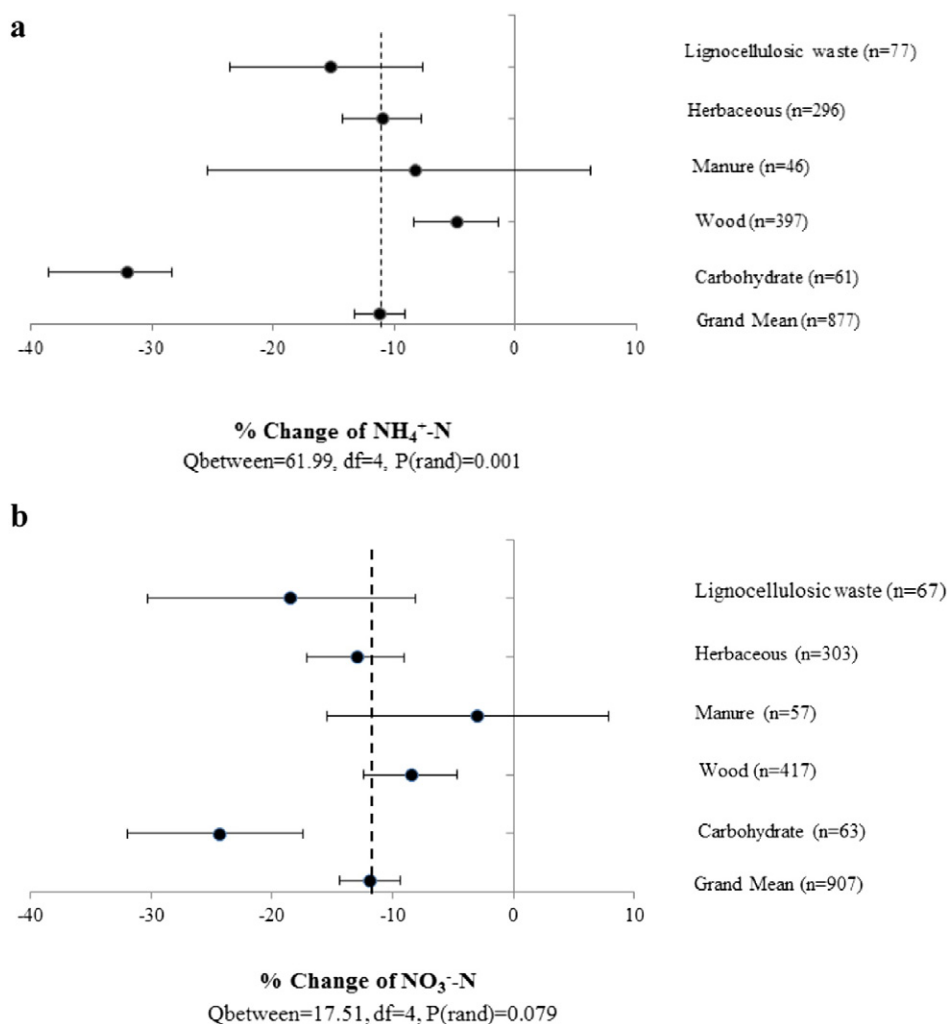 a
Lignocellulosic waste (n=77)
Herbaceous (n=296)
Manure (n=46)
Wood (n=397)
Carbohydrate (n=61)
Grand Mean (n=877)
-40 -30 -20 -10 0 10
% Change of NH₄⁺-N
Qbetween=61.99, df=4, P(rand)=0.001
b
Lignocellulosic waste (n=67)
Herbaceous (n=303)
Manure (n=57)
Wood (n=417)
Carbohydrate (n=63)
Grand Mean (n=907)
-40 -30 -20 -10 0 10
% Change of NO₃⁻-N
Qbetween=17.51, df=4, P(rand)=0.079